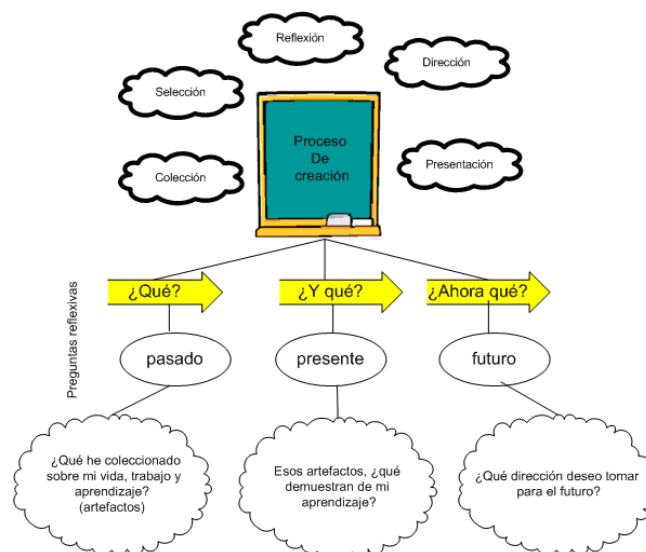 Reflexión
Dirección
Selección
Proceso
De
creación
Presentación
Colección
Preguntas reflexivas
¿Qué?
¿Y qué?
¿Ahora qué?
pasado
presente
futuro
¿Qué he coleccionado
sobre mi vida, trabajo y
aprendizaje?
(artefactos)
Esos artefactos, ¿qué
demuestran de mi
aprendizaje?
¿Qué dirección deseo tomar
para el futuro?